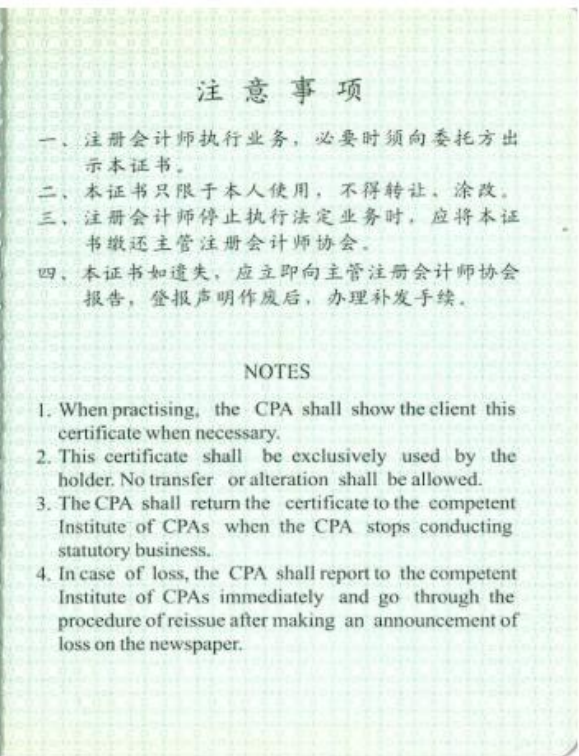 注意事项
一、注册会计师执行业务，必要时须向委托方出
示本证书。
二、本证书只限于本人使用，不得转让、涂改。
三、注册会计师停止执行法定业务时，应将本证
书缴还主管注册会计师协会。
四、本证书如遗失，应立即向主管注册会计师协会
报告，登报声明作废后，办理补发手续。
NOTES
1. When practising, the CPA shall show the client this
certificate when necessary.
2. This certificate shall be exclusively used by the
holder. No transfer or alteration shall be allowed.
3. The CPA shall return the certificate to the competent
Institute of CPAs when the CPA stops conducting
statutory business.
4. In case of loss, the CPA shall report to the competent
Institute of CPAs immediately and go through the
procedure of reissue after making an announcement of
loss on the newspaper.